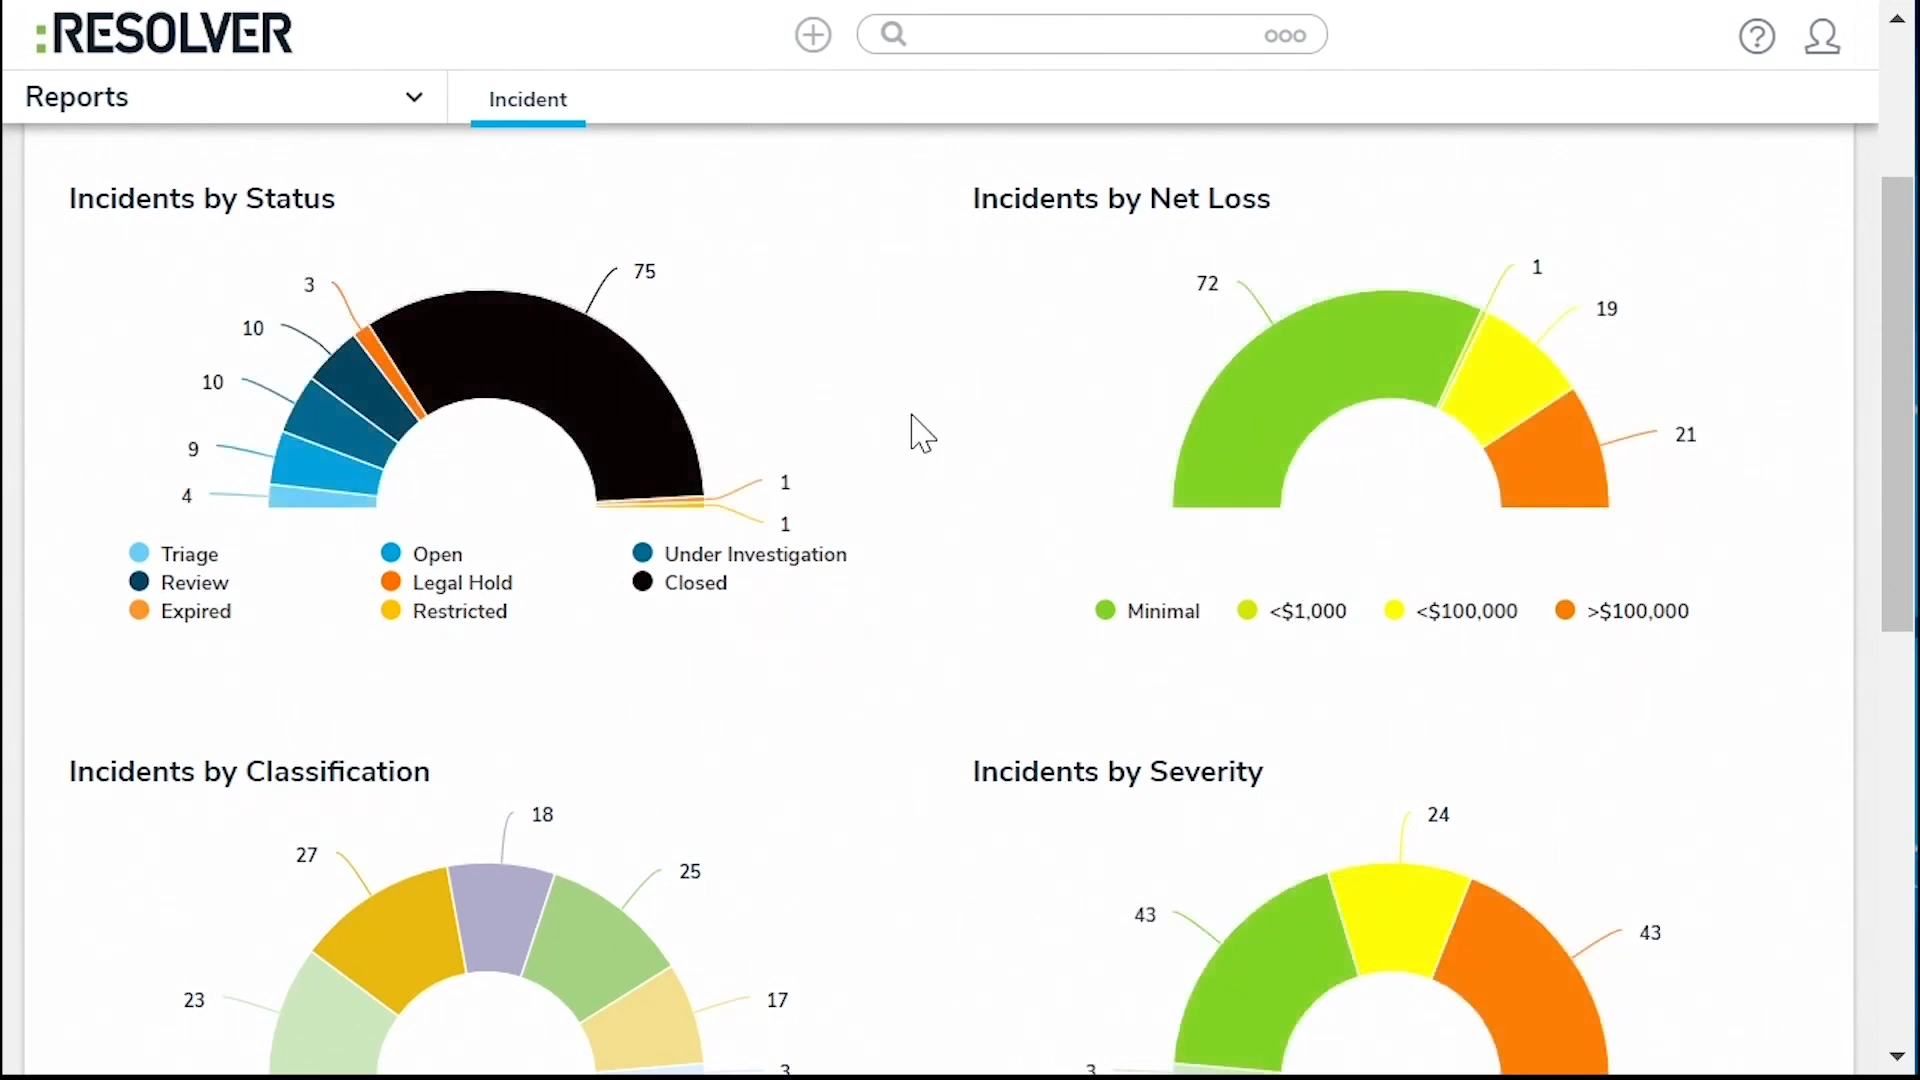 :RESOLVER
ooo
?
Reports
Incident
Incidents by Status
3
75
10
10
9
4
1
1
Triage
Open
Under Investigation
Review
Legal Hold
Closed
Expired
Restricted
Incidents by Net Loss
72
1
19
21
Minimal
<$1,000
<$100,000
>$100,000
Incidents by Classification
18
27
25
23
17
3
Incidents by Severity
24
43
43
3